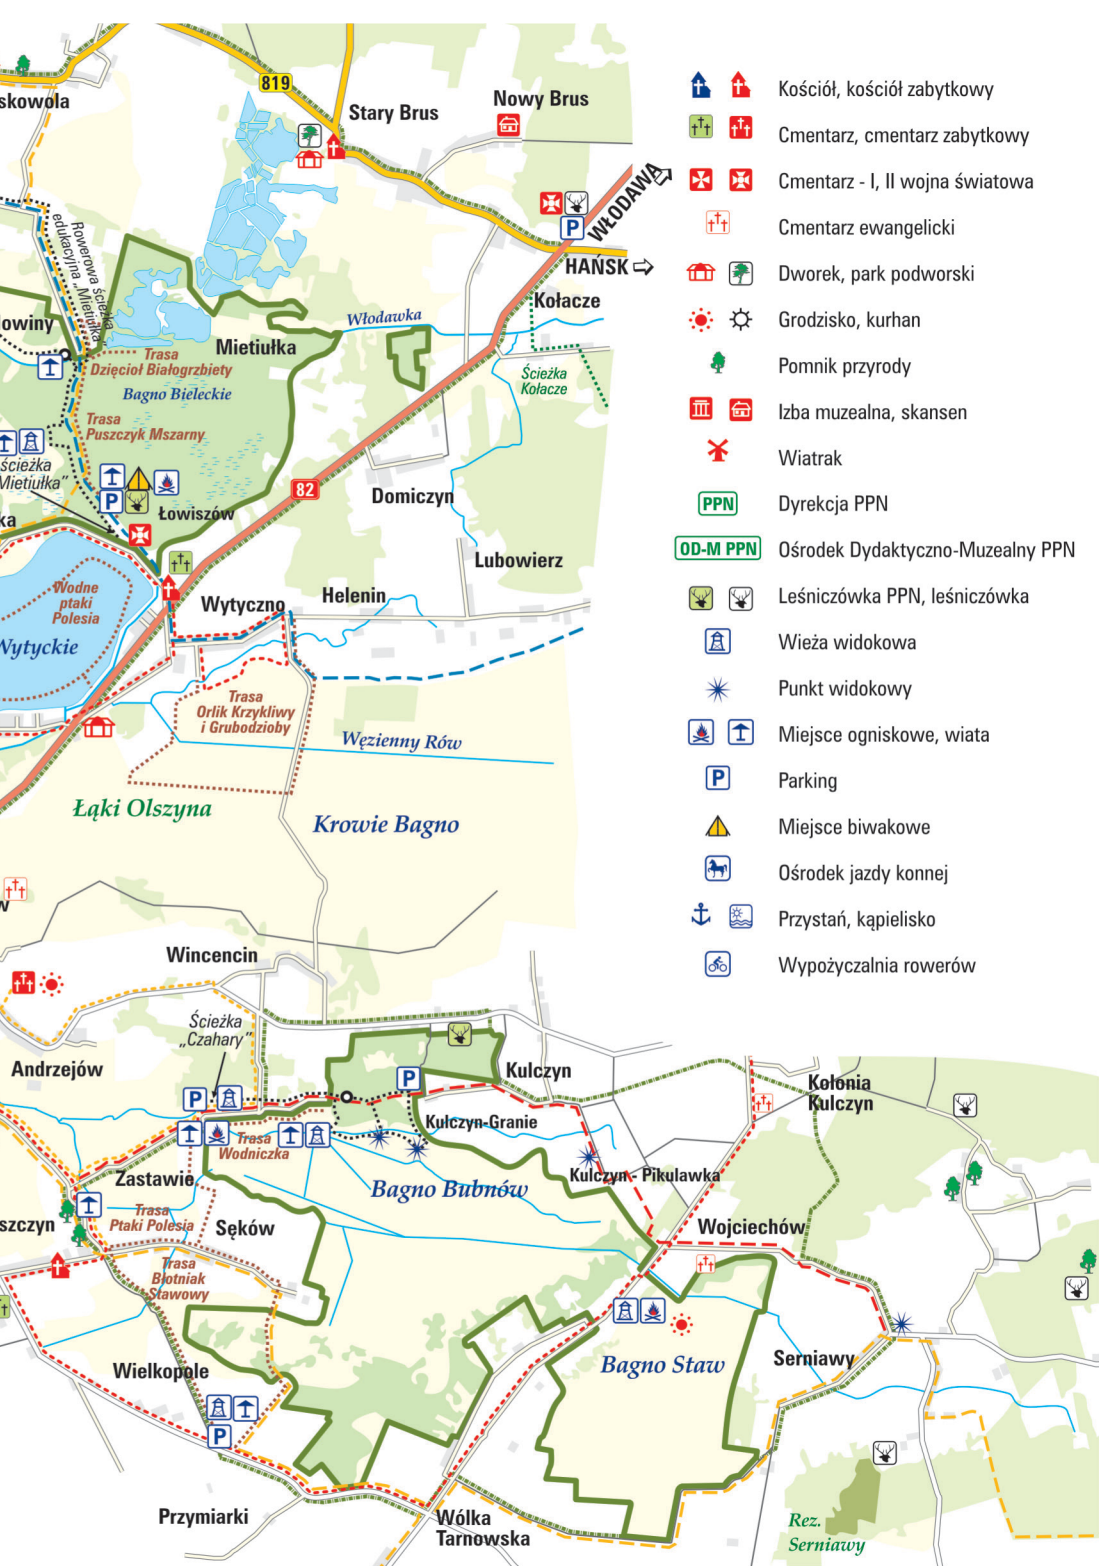 819
Stary Brus
Nowy Brus
WŁODAWA
HAŃSK
Kołacze
Rowerowa ścieżka
edukacyjna „Mietiułka”
Włodawka
Mietiułka
Trasa
Dzięcioł Białogrzbiety
Bagno Bieleckie
Ścieżka
Kołacze
Trasa
Puszczyk Mszarny
ścieżka
Mietiułka”
P
Łowiszów
82
Domiczyn
Lubowierz
Wodne
ptaki
Polesia
Wytyczno
Helenin
Wytyckie
Trasa
Orlik Krzykliwy
i Grubodzioby
Węzienny Rów
Łąki Olszyna
Krowie Bagno
Wincencin
Ścieżka
„Czahary”
Andrzejów
P
P
Kulczyn
Kolonia
Kulczyn
Kulczyn-Granie
Trasa
Wodniczka
Zastawie
Kulczyn - Pikulawka
Bagno Bubnów
Trasa
Ptaki Polesia
Sęków
Wojciechów
szczyn
Trasa
Błotniak
Stawowy
Bagno Staw
Serniawy
Wielkopole
P
Przymiarki
Wólka
Tarnowska
Rez.
Serniawy
Kościół, kościół zabytkowy
Cmentarz, cmentarz zabytkowy
Cmentarz - I, II wojna światowa
Cmentarz ewangelicki
Dworek, park podworski
Grodzisko, kurhan
Pomnik przyrody
Izba muzealna, skansen
Wiatrak
PPN Dyrekcja PPN
OD-M PPN Ośrodek Dydaktyczno-Muzealny PPN
Leśniczówka PPN, leśniczówka
Wieża widokowa
Punkt widokowy
Miejsce ogniskowe, wiata
P Parking
Miejsce biwakowe
Ośrodek jazdy konnej
Przystań, kąpielisko
Wypożyczalnia rowerów